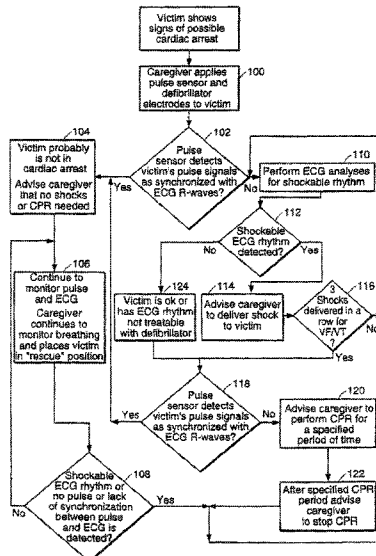 Victim shows
signs of possible
cardiac arrest
100
Caregiver applies
pulse sensor and
defibrillator
electrodes to victim
102
Pulse
sensor detects
victim's pulse signals
as synchronized with
ECG R-waves?
Yes
No
104
Victim probably
is not in
cardiac arrest
Advise caregiver
that no shocks
or CPR needed
110
Perform ECG analyses
for shockable rhythm
112
Shockable
ECG rhythm
detected?
No
Yes
106
Continue to
monitor pulse and
ECG
Caregiver
continues to
monitor breathing
and places victim
in "rescue" position
124
Victim is ok or
has ECG rhythm
not treatable
with defibrillator
114
Advise caregiver
to deliver shock
to victim
116
3
Shocks
delivered in a
row for
VF/VT
?
No
Yes
118
Pulse
sensor detects
victim's pulse signals
as synchronized with
ECG R-waves?
Yes
No
120
Advise caregiver to
perform CPR for
a specified
period of time
108
Shockable
ECG rhythm or
no pulse or lack of
synchronization
between pulse
and ECG is
detected?
No
Yes
122
After specified CPR
period advise
caregiver
to stop CPR